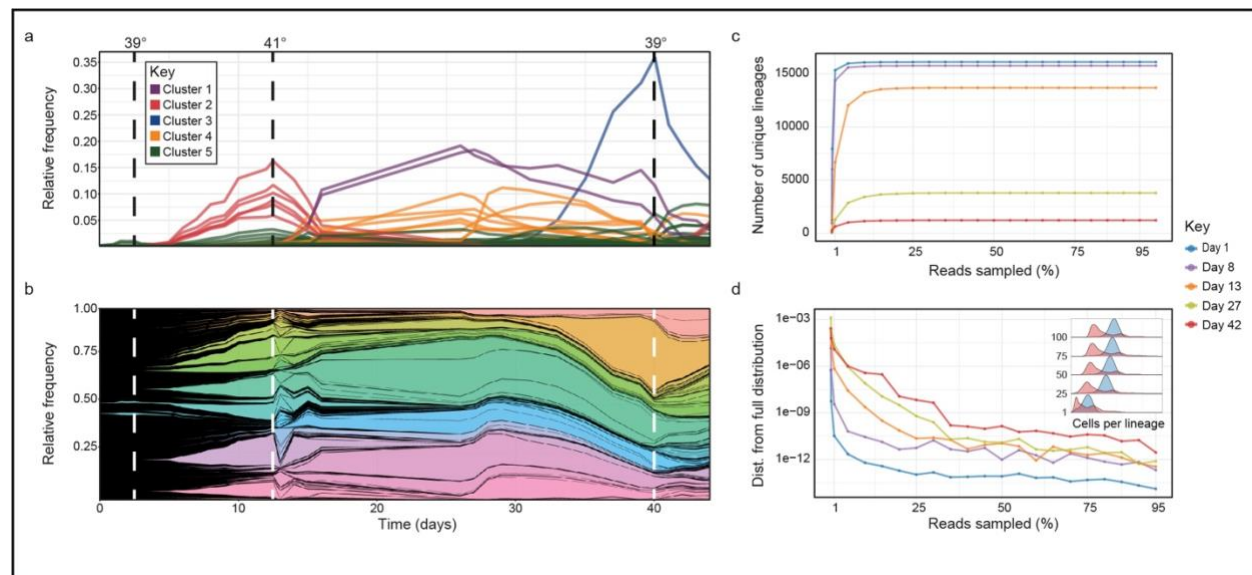 a
39°
41°
39°
Relative frequency
0.35
0.30
0.25
0.20
0.15
0.10
0.05
Key
Cluster 1
Cluster 2
Cluster 3
Cluster 4
Cluster 5
b
Relative frequency
1.00
0.75
0.50
0.25
0
10
20
30
40
Time (days)
c
Number of unique lineages
15000
10000
5000
0
1
25
50
75
95
Reads sampled (%)
Key
Day 1
Day 8
Day 13
Day 27
Day 42
d
Dist. from full distribution
1e−03
1e−06
1e−09
1e−12
100
75
50
25
1
Cells per lineage
1
25
50
75
95
Reads sampled (%)